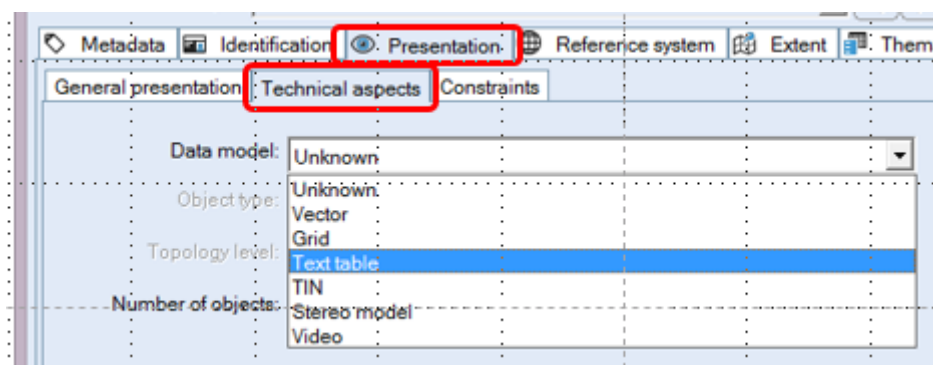 Metadata Identification Presentation Reference system Extent Them
General presentation Technical aspects Constraints
Data model: Unknown
Unknown
Object type:
Vector
Grid
Topology level:
Text table
TIN
Number of objects:
Stereo model
Video